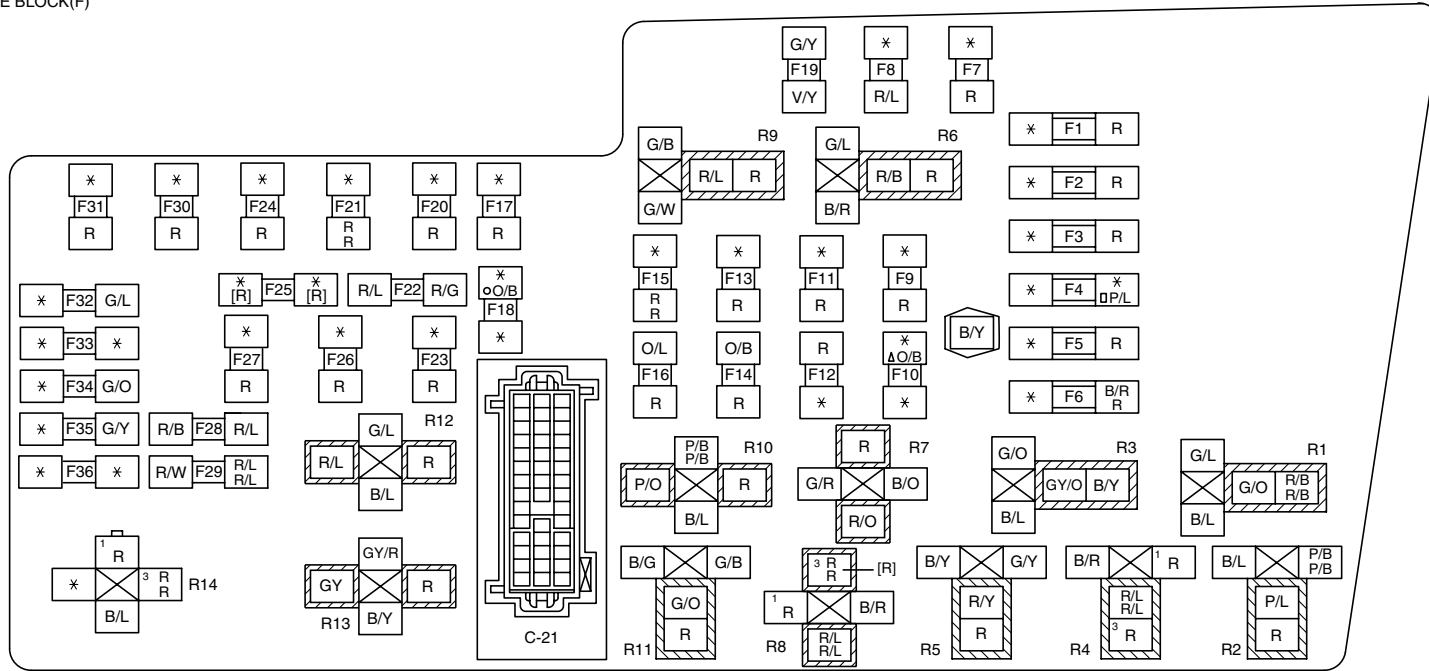 E BLOCK(F)
G/Y * *
F19 F8 F7
V/Y R/L R
* F1 R
G/B R9 G/L R6
R/L R R/B R
G/W B/R
* F2 R
* * * * * *
F31 F30 F24 F21 F20 F17
R R R R R R
R
* F3 R
* * * *
F15 F13 F11 F9
R R R R
R
* F32 G/L
* [R] F25 * [R]
R/L F22 R/G
* O/B
F18
*
* F4 * P/L
* F33 *
* * *
F27 F26 F23
R R R
O/L O/B R * O/B
F16 F14 F12 F10
R R * *
B/Y
* F5 R
* F34 G/O
* F6 B/R
R
* F35 G/Y
R/B F28 R/L
* F36 *
R/W F29 R/L
R/L
G/L R12
R/L R
B/L
P/B R10
P/B
P/O R
B/L
R R7
G/R B/O
R/O
G/O R3
GY/O B/Y
B/L
G/L R1
G/O R/B
R/B
B/L
1 R
* 3 R
R
R14
B/L
GY/R
GY R
R13 B/Y
C-21
B/G G/B
G/O
R
R11
3 R
R
[R]
1 R B/R
R/L
R/L
R8
B/Y G/Y
R/Y
R
R5
B/R 1 R
R/L
R/L
3 R
R4
B/L P/B
P/B
P/L
R
R2